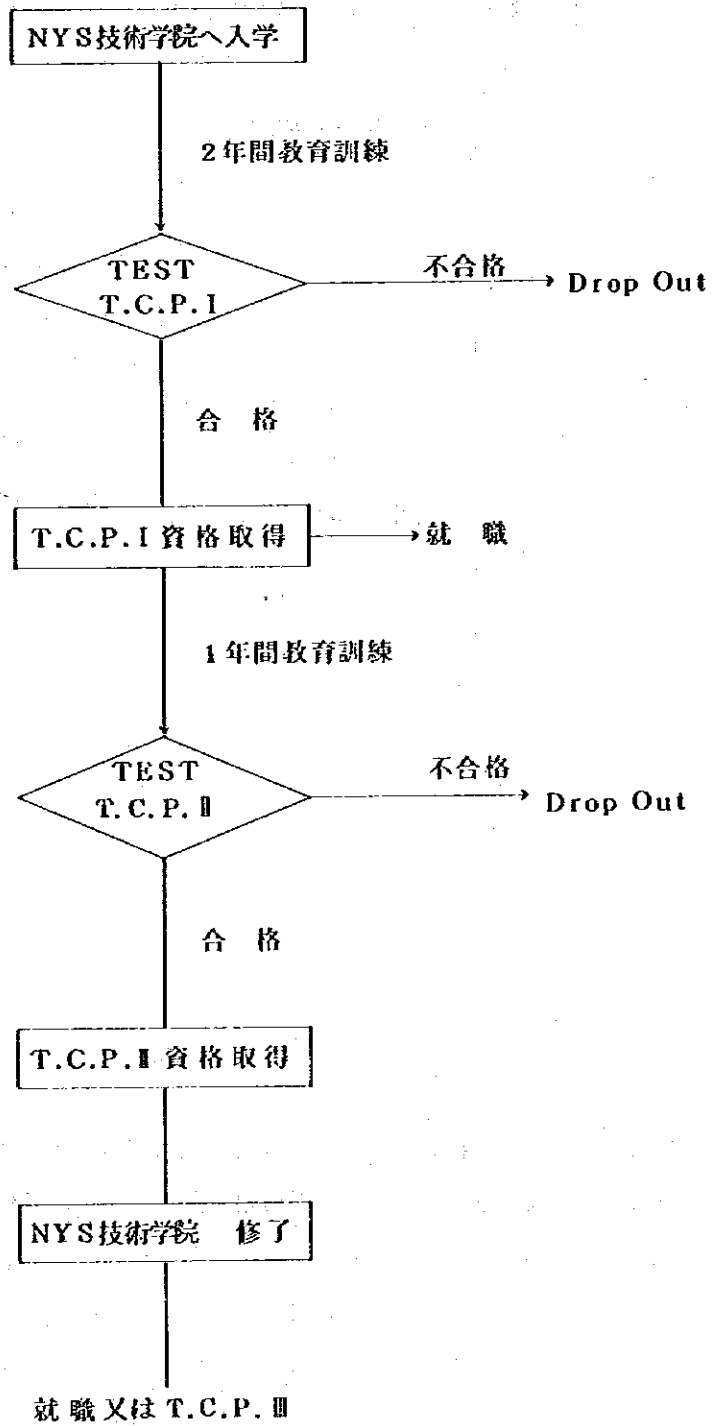 NYS技術学院へ入学
2年間教育訓練
TEST
T.C.P.I
不合格
Drop Out
合 格
T.C.P.I 資格取得
就 職
1年間教育訓練
TEST
T.C.P.Ⅱ
不合格
Drop Out
合 格
T.C.P.Ⅱ 資格取得
NYS技術学院 修了
就職又は T.C.P.Ⅲ